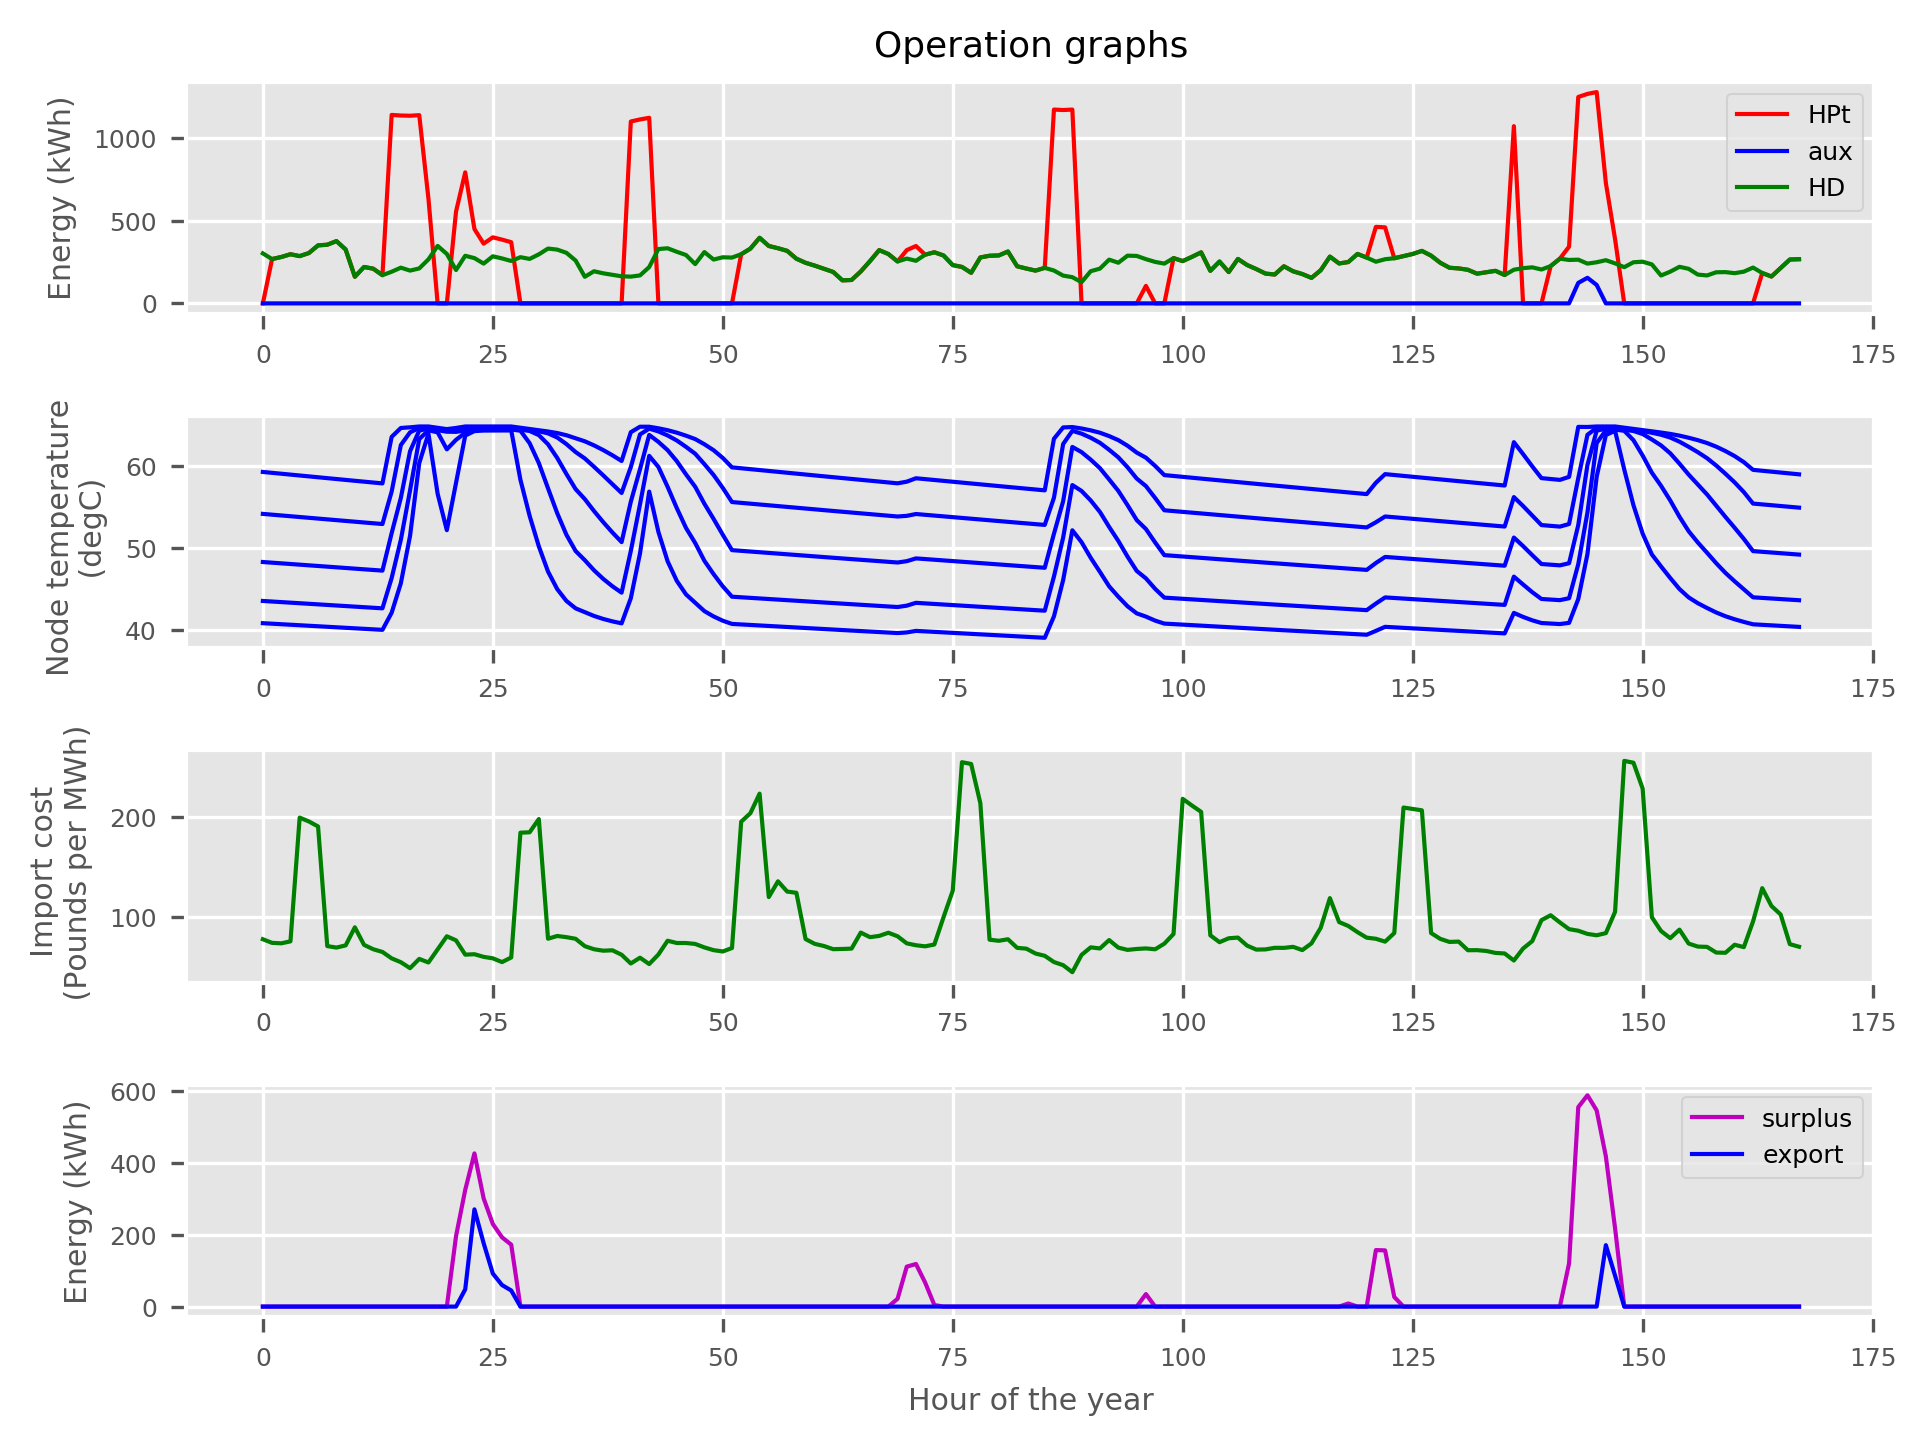 Operation graphs
Energy (kWh)
1000
500
0
HPt
aux
HD
0 25 50 75 100 125 150 175
Node temperature
(degC)
60
50
40
0 25 50 75 100 125 150 175
Import cost
(Pounds per MWh)
200
100
0 25 50 75 100 125 150 175
Energy (kWh)
600
400
200
0
surplus
export
0 25 50 75 100 125 150 175
Hour of the year